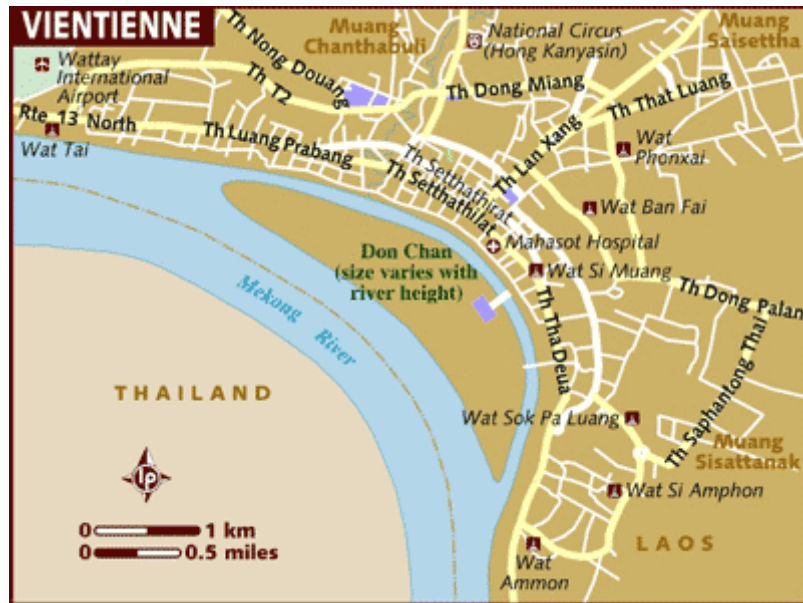 VIENTIENNE
Muang
Chanthabuli
National Circus
(Hong Kanyasin)
Muang
Saisettha
Wattay
International
Airport
Th Nong Douang
Th T2
Th Dong Miang
Th That Luang
Rte 13 North
Wat Tai
Th Luang Prabang
Th Setthathirat
Th Setthathilat
Th Lan Xang
Wat
Phonxai
Wat Ban Fai
Don Chan
(size varies with
river height)
Mahasot Hospital
Wat Si Muang
Th Dong Palan
Mekong River
Th Tha Deua
Th Saphantong Thai
THAILAND
Wat Sok Pa Luang
Muang
Sisattanak
lp
Wat Si Amphon
0 1 km
0 0.5 miles
Wat
Ammon
LAOS